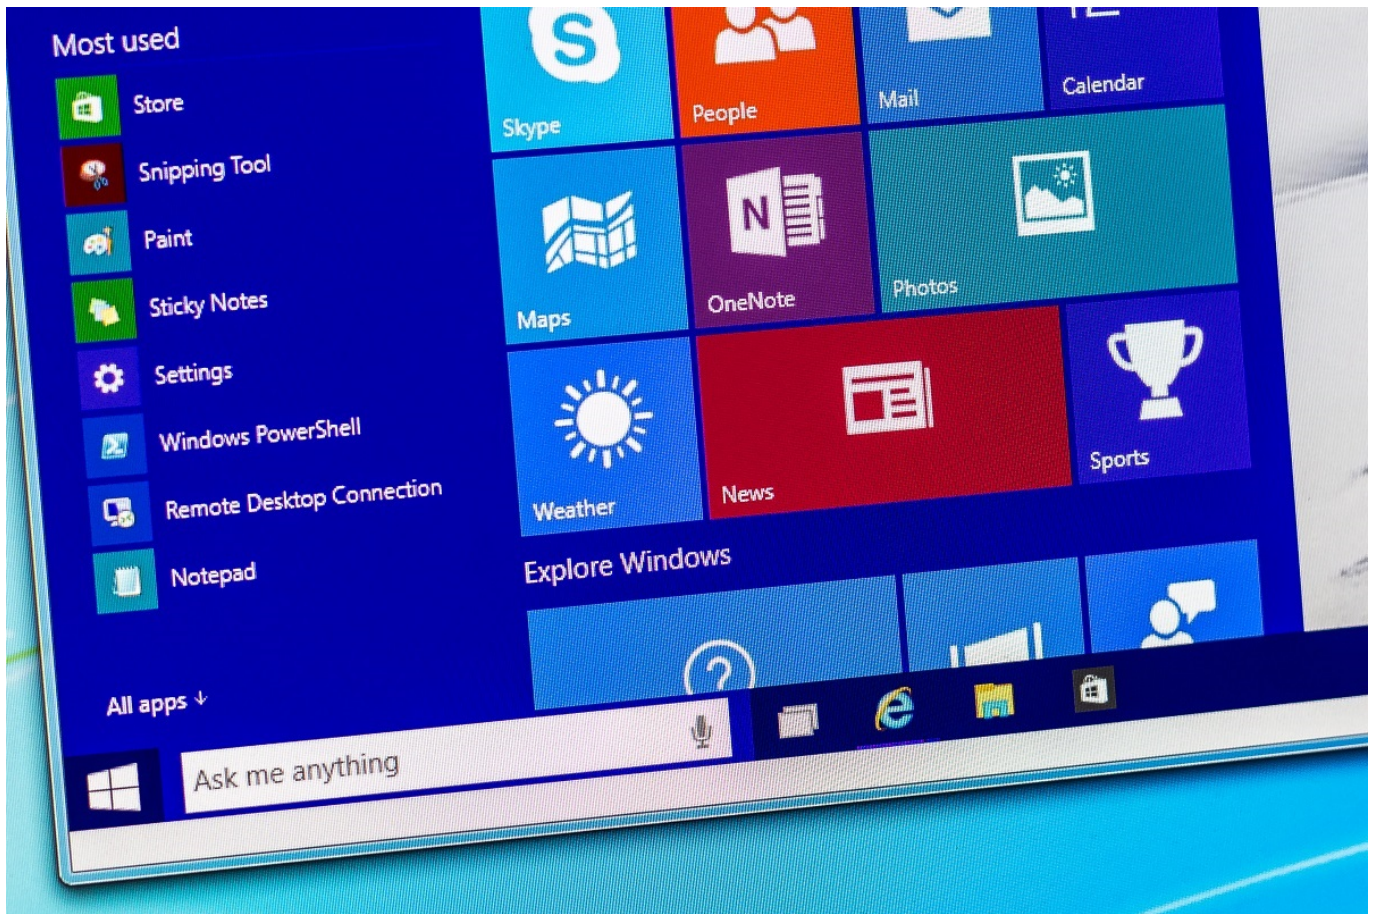 Most used
Store
Snipping Tool
Paint
Sticky Notes
Settings
Windows PowerShell
Remote Desktop Connection
Notepad
All apps
Ask me anything
Skype
People
Mail
Calendar
Maps
OneNote
Photos
Weather
News
Sports
Explore Windows